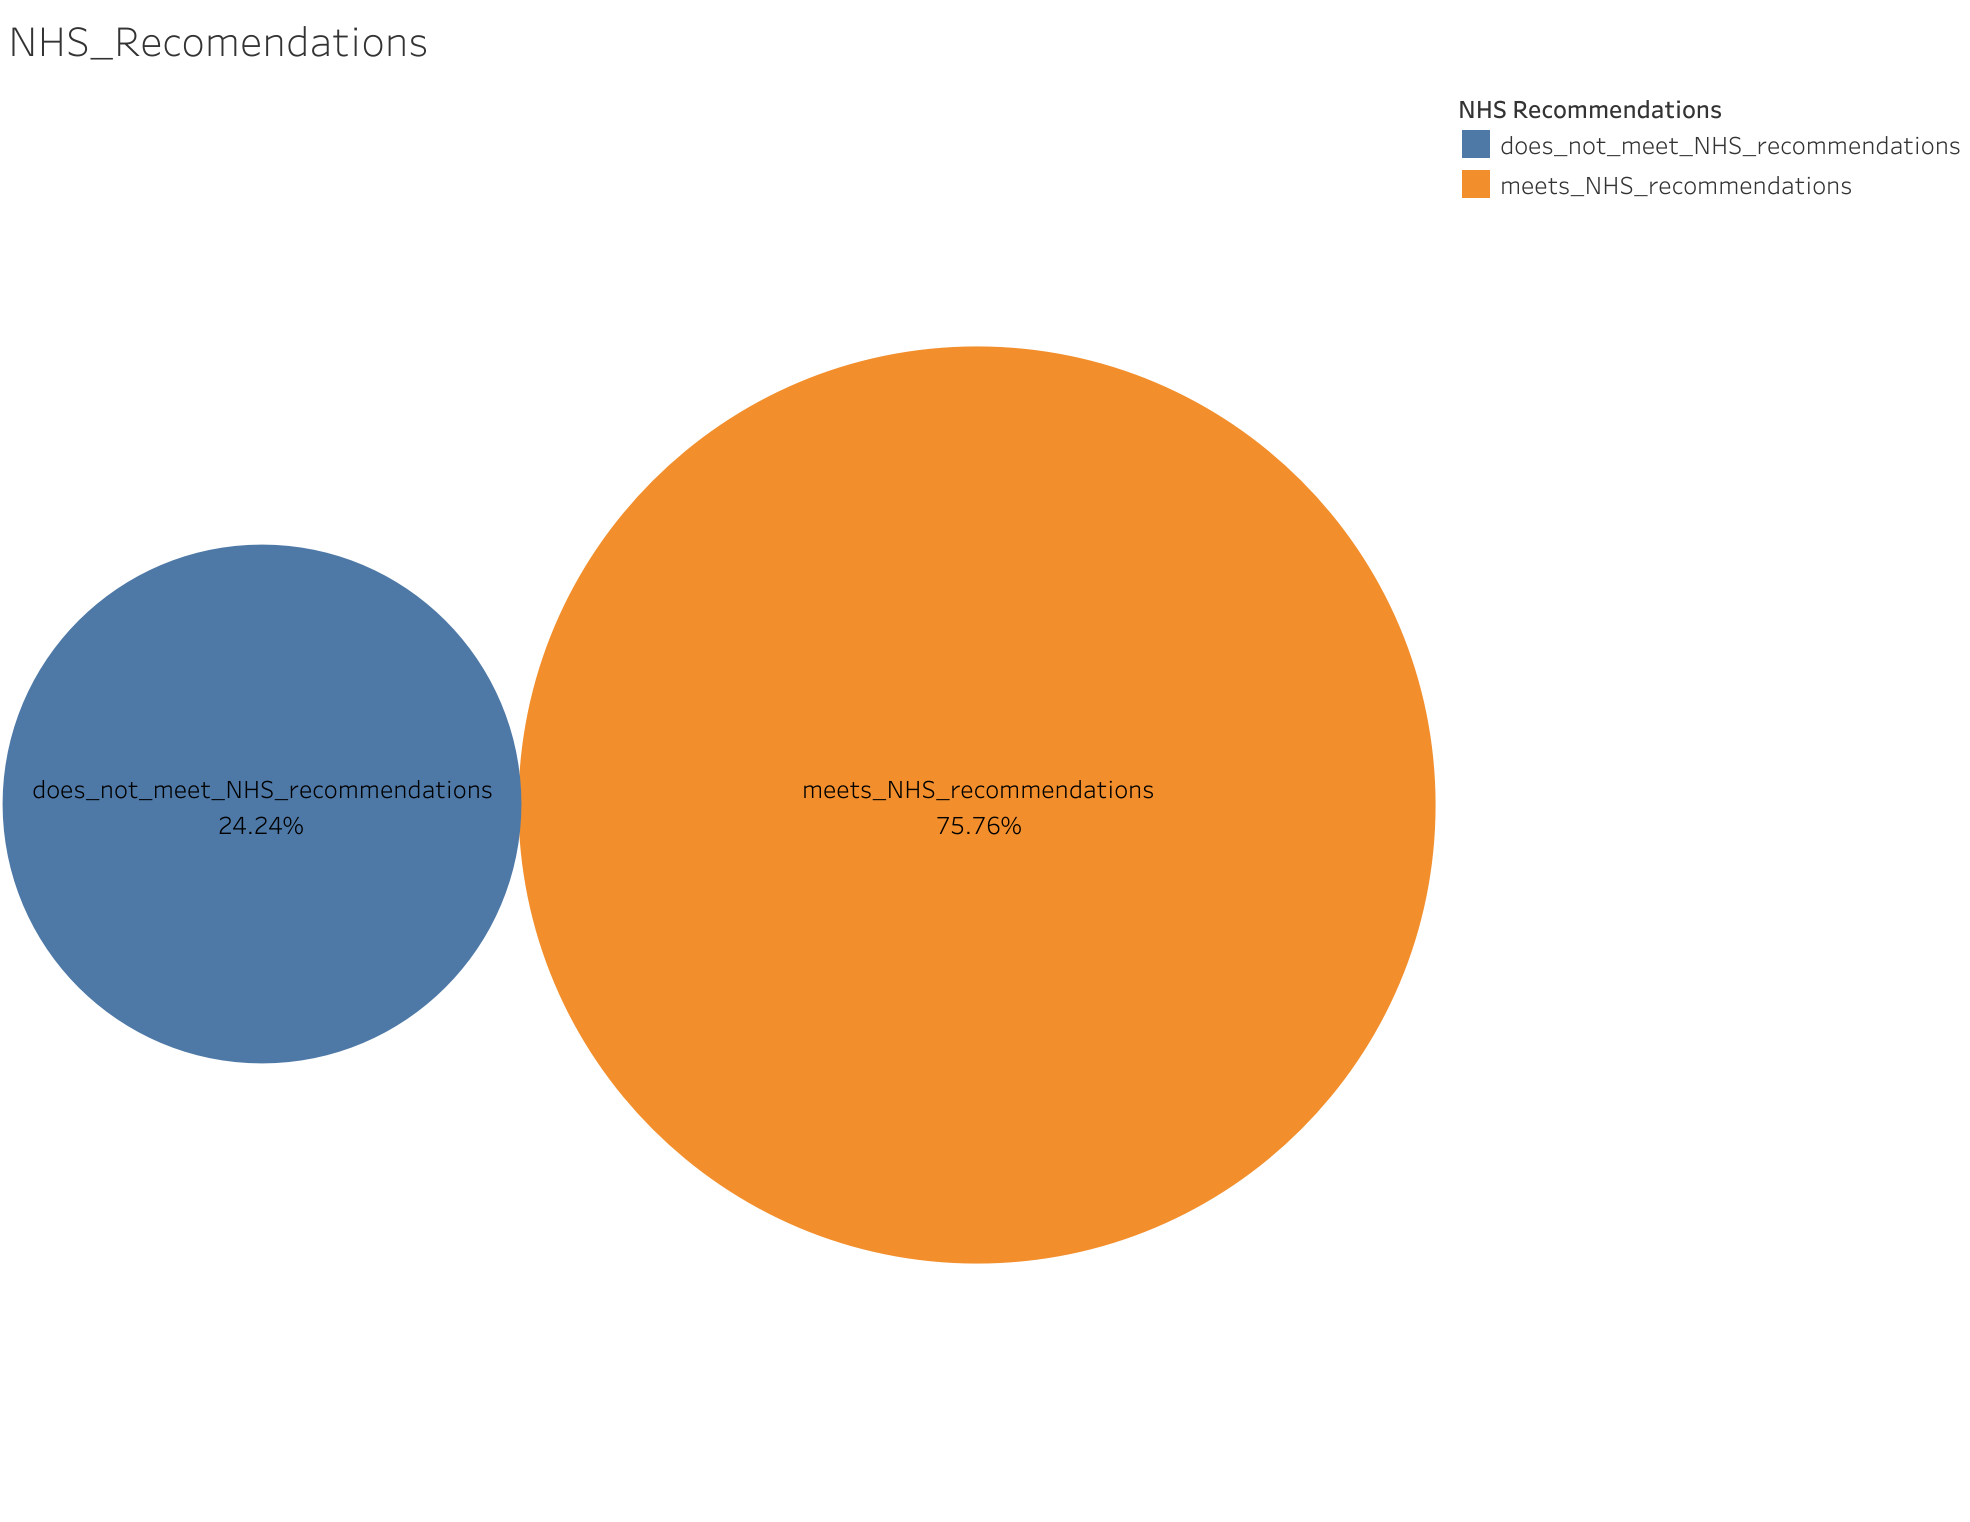 NHS_Recomendations
NHS Recommendations
does_not_meet_NHS_recommendations
meets_NHS_recommendations
does_not_meet_NHS_recommendations
24.24%
meets_NHS_recommendations
75.76%